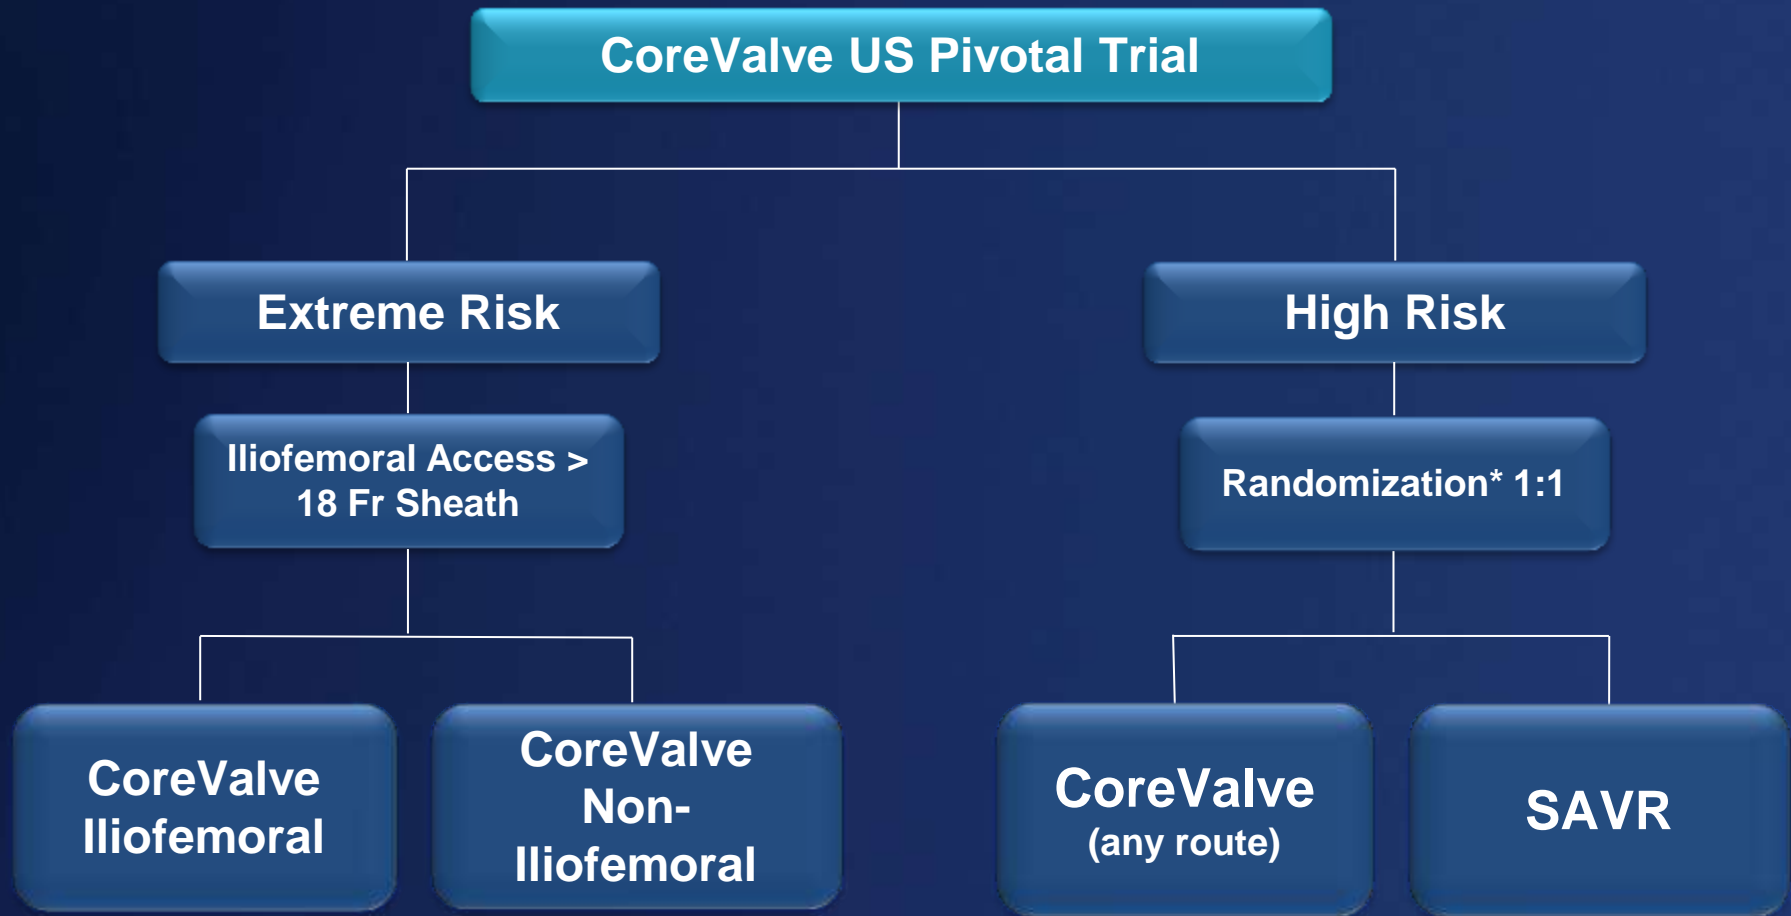 CoreValve US Pivotal Trial
Extreme Risk
High Risk
Iliofemoral Access >
18 Fr Sheath
Randomization* 1:1
CoreValve
Iliofemoral
CoreValve
Non-
Iliofemoral
CoreValve
(any route)
SAVR